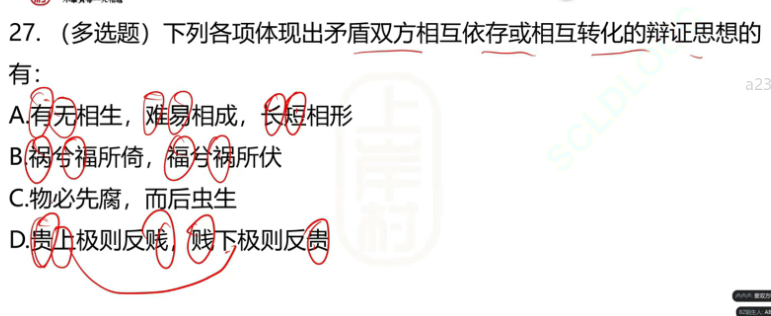 27. （多选题）下列各项体现出矛盾双方相互依存或相互转化的辩证思想的
有：
a23
A.有无相生，难易相成，长短相形
B.祸兮福所倚，福兮祸所伏
C.物必先腐，而后虫生
D.贵上极则反贱，贱下极则反贵
上岸村